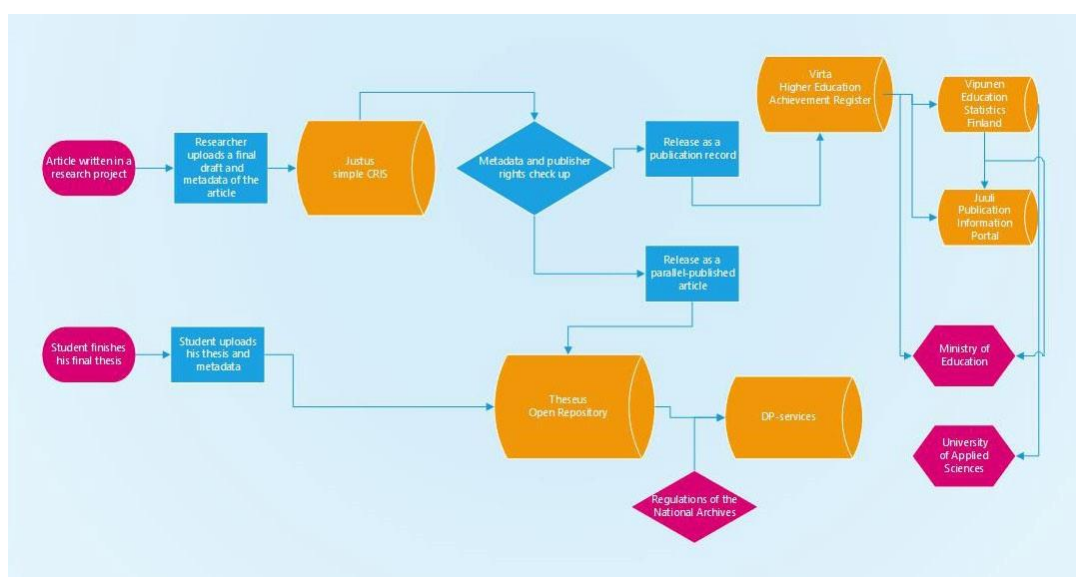 Article written in a
research project
Researcher
uploads a final
draft and
metadata of the
article
Justus
simple CRIS
Metadata and publisher
rights check up
Release as a
publication record
Virta
Higher Education
Achievement Register
Vipunen
Education
Statistics
Finland
Juuli
Publication
Information
Portal
Release as a
parallel-published
article
Student finishes
his final thesis
Student uploads
his thesis and
metadata
Theseus
Open Repository
DP-services
Regulations of the
National Archives
Ministry of
Education
University
of Applied
Sciences